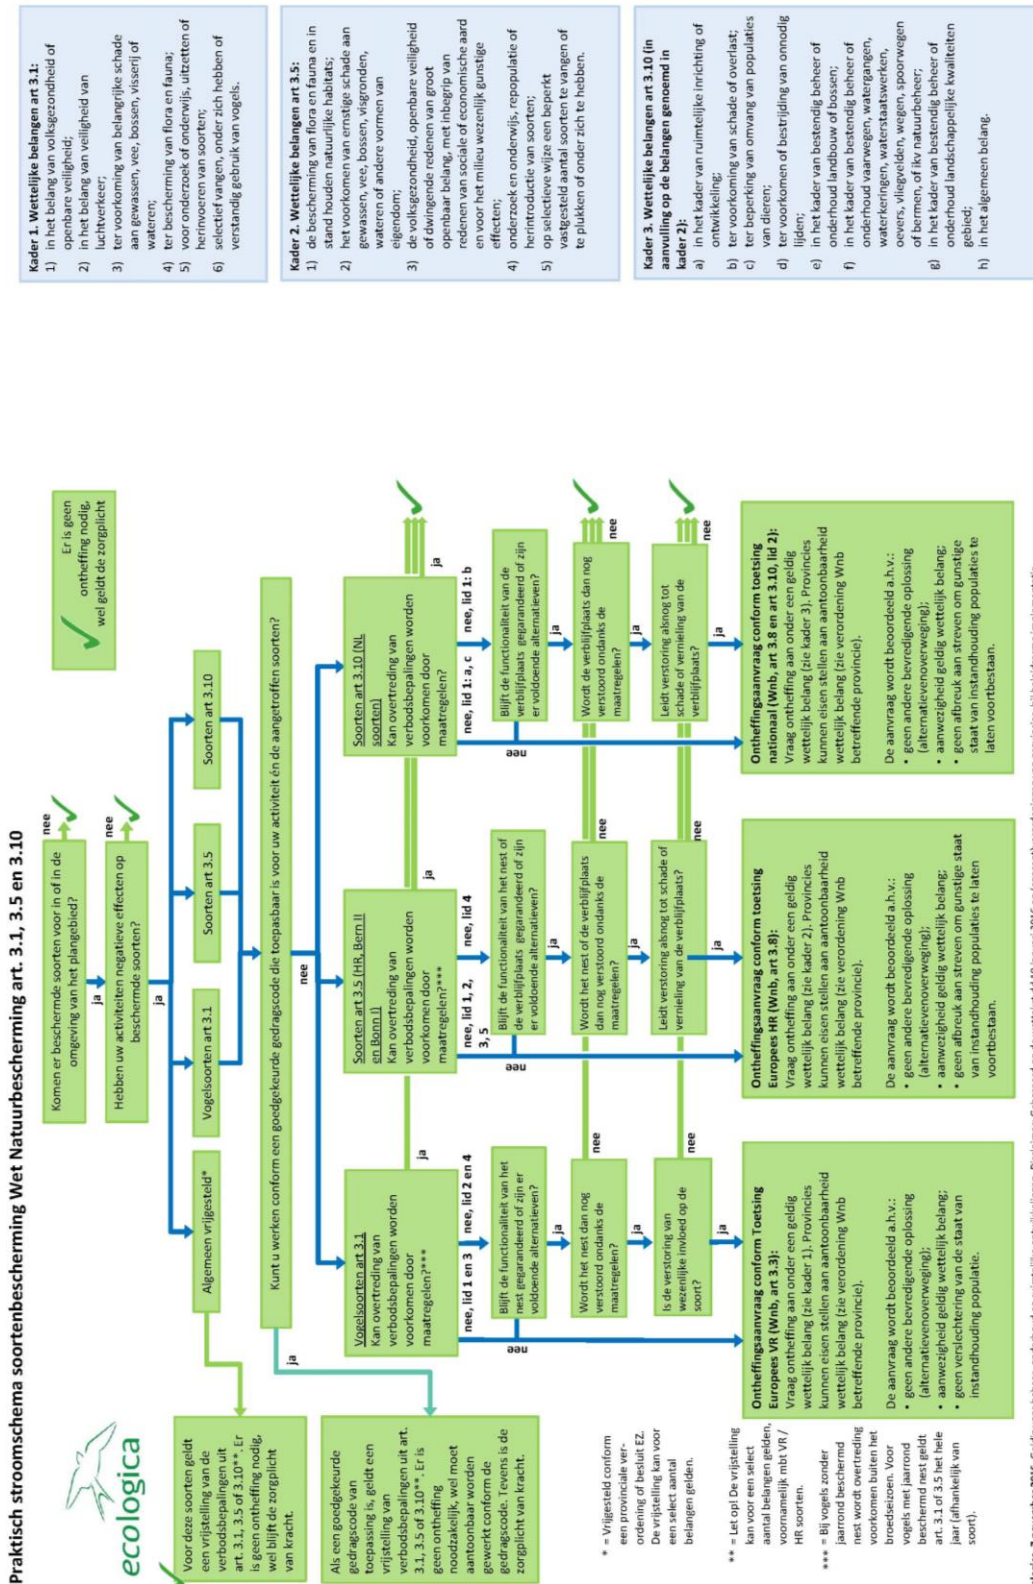 Praktisch stroomschema soortenbescherming Wet Natuurbescherming art. 3.1, 3.5 en 3.10
ecologica
Komen er beschermde soorten voor of in de
omgeving van het plangebied?
nee
ja
Hebben uw activiteiten negatieve effecten op
beschermde soorten?
nee
ja
Er is geen
ontheffing nodig,
wel geldt de zorgplicht
Algemeen vrijgesteld*
Vogelsoorten art 3.1
Soorten art 3.5
Soorten art 3.10
Voor deze soorten geldt
een vrijstelling van de
verbodsbepalingen uit
art. 3.1, 3.5 of 3.10**. Er
is geen ontheffing nodig,
wel blijft de zorgplicht
van kracht.
Kunt u werken conform een goedgekeurde gedragscode die toepasbaar is voor uw activiteit én de aangetroffen soorten?
ja
nee
Als een goedgekeurde
gedragscode van
toepassing is, geldt een
vrijstelling van
verbodsbepalingen uit art.
3.1, 3.5 of 3.10**. Er is
geen ontheffing
noodzakelijk, wel moet
aantoonbaar worden
gewerkt conform de
gedragscode. Tevens is de
zorgplicht van kracht.
Vogelsoorten art 3.1
Kan overtreding van
verbodsbepalingen worden
voorkomen door
maatregelen?***
ja
nee, lid 1 en 3
nee, lid 2 en 4
Blijft de functionaliteit van het
nest gegarandeerd of zijn er
voldoende alternatieven?
nee
ja
Wordt het nest dan nog
verstoord ondanks de
maatregelen?
nee
ja
Is de verstoring van
wezenlijke invloed op de
soort?
nee
ja
Soorten art 3.5 (HR, Bern II
en Bonn I)
Kan overtreding van
verbodsbepalingen worden
voorkomen door
maatregelen?***
ja
nee, lid 1, 2,
3, 5
nee, lid 4
Blijft de functionaliteit van het nest of
de verblijfplaats gegarandeerd of zijn
er voldoende alternatieven?
nee
ja
Wordt het nest of de verblijfplaats
dan nog verstoord ondanks de
maatregelen?
nee
ja
Leidt verstoring alsnog tot schade of
vernieling van de verblijfplaats?
nee
ja
Soorten art 3.10 (NL
soorten)
Kan overtreding van
verbodsbepalingen worden
voorkomen door
maatregelen?
ja
nee, lid 1: a, c
nee, lid 1: b
Blijft de functionaliteit van de
verblijfplaats gegarandeerd of zijn
er voldoende alternatieven?
nee
ja
Wordt de verblijfplaats dan nog
verstoord ondanks de
maatregelen?
nee
ja
Leidt verstoring alsnog tot
schade of vernieling van de
verblijfplaats?
nee
ja
Ontheffingsaanvraag conform Toetsing
Europees VR (Wnb, art 3.3):
Vraag ontheffing aan onder een geldig
wettelijk belang (zie kader 1). Provincies
kunnen eisen stellen aan aantoonbaarheid
wettelijk belang (zie verordening Wnb
betreffende provincie).
De aanvraag wordt beoordeeld a.h.v.:
• geen andere bevredigende oplossing
(alternatievenoverweging);
• aanwezigheid geldig wettelijk belang;
• geen verslechtering van de staat van
instandhouding populatie.
Ontheffingsaanvraag conform toetsing
Europees HR (Wnb, art 3.8):
Vraag ontheffing aan onder een geldig
wettelijk belang (zie kader 2). Provincies
kunnen eisen stellen aan aantoonbaarheid
wettelijk belang (zie verordening Wnb
betreffende provincie).
De aanvraag wordt beoordeeld a.h.v.:
• geen andere bevredigende oplossing
(alternatievenoverweging);
• aanwezigheid geldig wettelijk belang;
• geen afbreuk aan streven om gunstige staat
van instandhouding populaties te laten
voortbestaan.
Ontheffingsaanvraag conform toetsing
nationaal (Wnb, art 3.8 en art 3.10, lid 2):
Vraag ontheffing aan onder een geldig
wettelijk belang (zie kader 3). Provincies
kunnen eisen stellen aan aantoonbaarheid
wettelijk belang (zie verordening Wnb
betreffende provincie).
De aanvraag wordt beoordeeld a.h.v.:
• geen andere bevredigende oplossing
(alternatievenoverweging);
• aanwezigheid geldig wettelijk belang;
• geen afbreuk aan streven om gunstige
staat van instandhouding populaties te
laten voortbestaan.
* = Vrijgesteld conform
een provinciale ver-
ordening of besluit EZ.
De vrijstelling kan voor
een select aantal
belangen gelden.
** = Let op! De vrijstelling
kan voor een select
aantal belangen gelden,
voornamelijk mbt VR /
HR soorten.
*** = Bij vogels zonder
jaarrond beschermd
nest wordt overtreding
voorkomen buiten het
broedseizoen. Voor
vogels met jaarrond
beschermd nest geldt
art. 3.1 of 3.5 het hele
jaar (afhankelijk van
soort).
Kader 1. Wettelijke belangen art 3.1:
1) in het belang van volksgezondheid of
openbare veiligheid;
2) in het belang van veiligheid van
luchtverkeer;
3) ter voorkoming van belangrijke schade
aan gewassen, vee, bossen, visserij of
wateren;
4) ter bescherming van flora en fauna;
5) voor onderzoek of onderwijs, uitzetten of
herinvoeren van soorten;
6) selectief vangen, onder zich hebben of
verstandig gebruik van vogels.
Kader 2. Wettelijke belangen art 3.5:
1) de bescherming van flora en fauna en in
stand houden natuurlijke habitats;
2) het voorkomen van ernstige schade aan
gewassen, vee, bossen, visgronden,
wateren of andere vormen van
eigendom;
3) de volksgezondheid, openbare veiligheid
of dwingende redenen van groot
openbaar belang, met inbegrip van
redenen van sociale of economische aard
en voor het milieu wezenlijk gunstige
effecten;
4) onderzoek en onderwijs, repopulatie of
herintroductie van soorten;
5) op selectieve wijze een beperkt
vastgesteld aantal soorten te vangen of
te plukken of onder zich te hebben.
Kader 3. Wettelijke belangen art 3.10 (in
aanvulling op de belangen genoemd in
kader 2):
a) in het kader van ruimtelijke inrichting of
ontwikkeling;
b) ter voorkoming van schade of overlast;
c) ter beperking van omvang van populaties
van dieren;
d) ter voorkomen of bestrijding van onnodig
lijden;
e) in het kader van bestendig beheer of
onderhoud landbouw of bossen;
f) in het kader van bestendig beheer of
onderhoud vaarwegen, watergangen,
waterkeringen, waterstaatswerken,
oevers, vliegvelden, wegen, spoorwegen
of bermen, of ikv natuurbeheer;
g) in het kader van bestendig beheer of
onderhoud landschappelijke kwaliteiten
gebied;
h) in het algemeen belang.